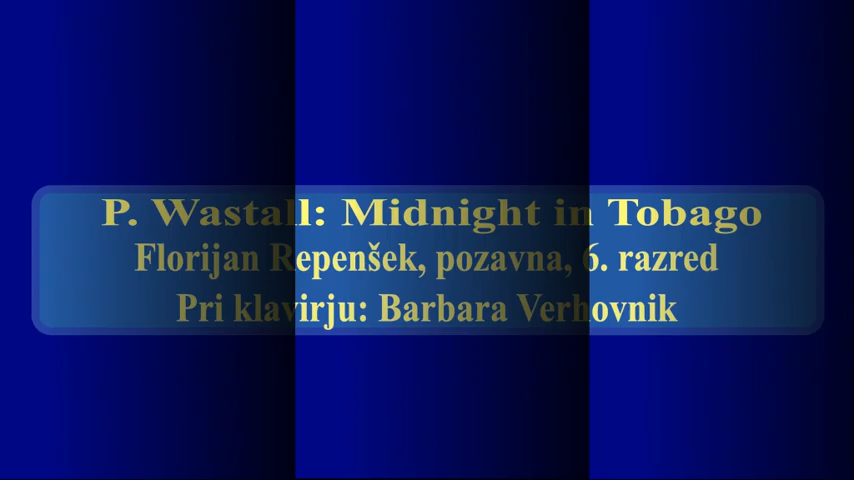 P. Wastall: Midnight in Tobago
Florijan Repenšek, pozavna, 6. razred
Pri klavirju: Barbara Verhovnik